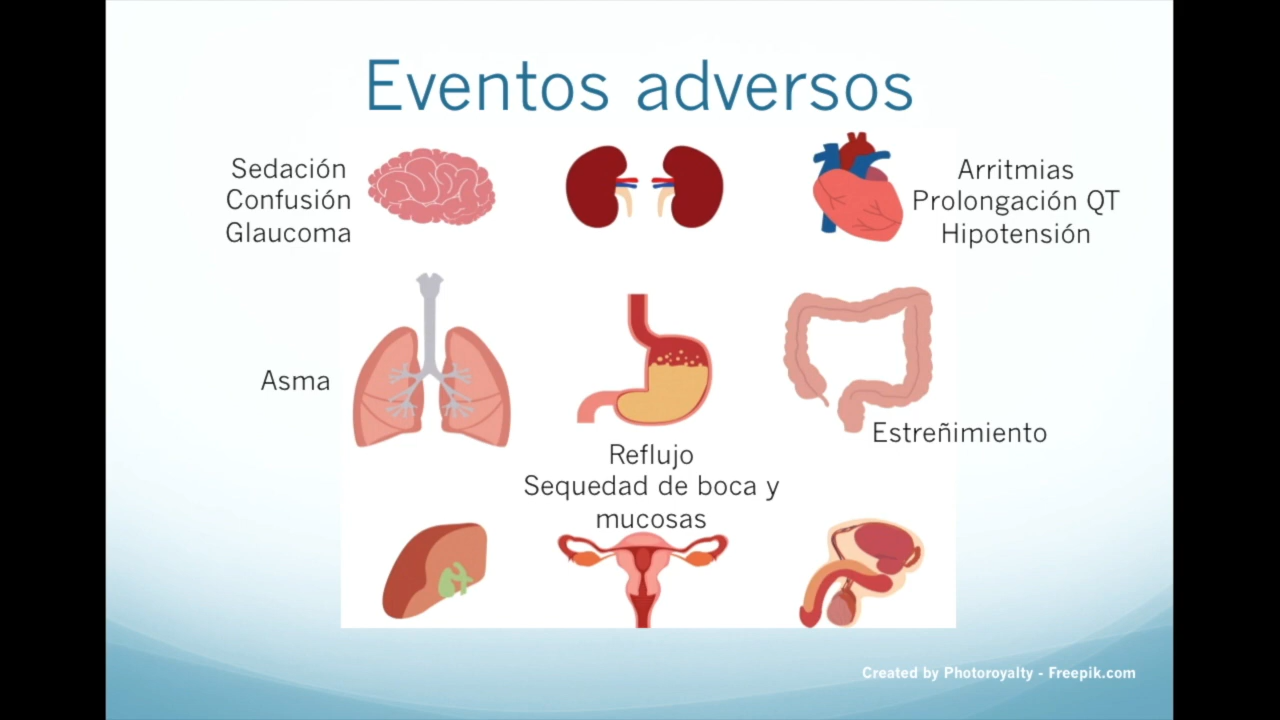 Eventos adversos
Sedación
Confusión
Glaucoma
Arritmias
Prolongación QT
Hipotensión
Asma
Estreñimiento
Reflujo
Sequedad de boca y
mucosas
Created by Photoroyalty - Freepik.com